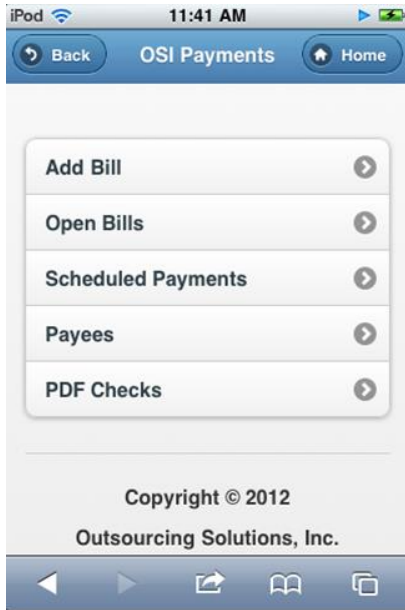 iPod 11:41 AM
Back OSI Payments Home
Add Bill
Open Bills
Scheduled Payments
Payees
PDF Checks
Copyright © 2012
Outsourcing Solutions, Inc.